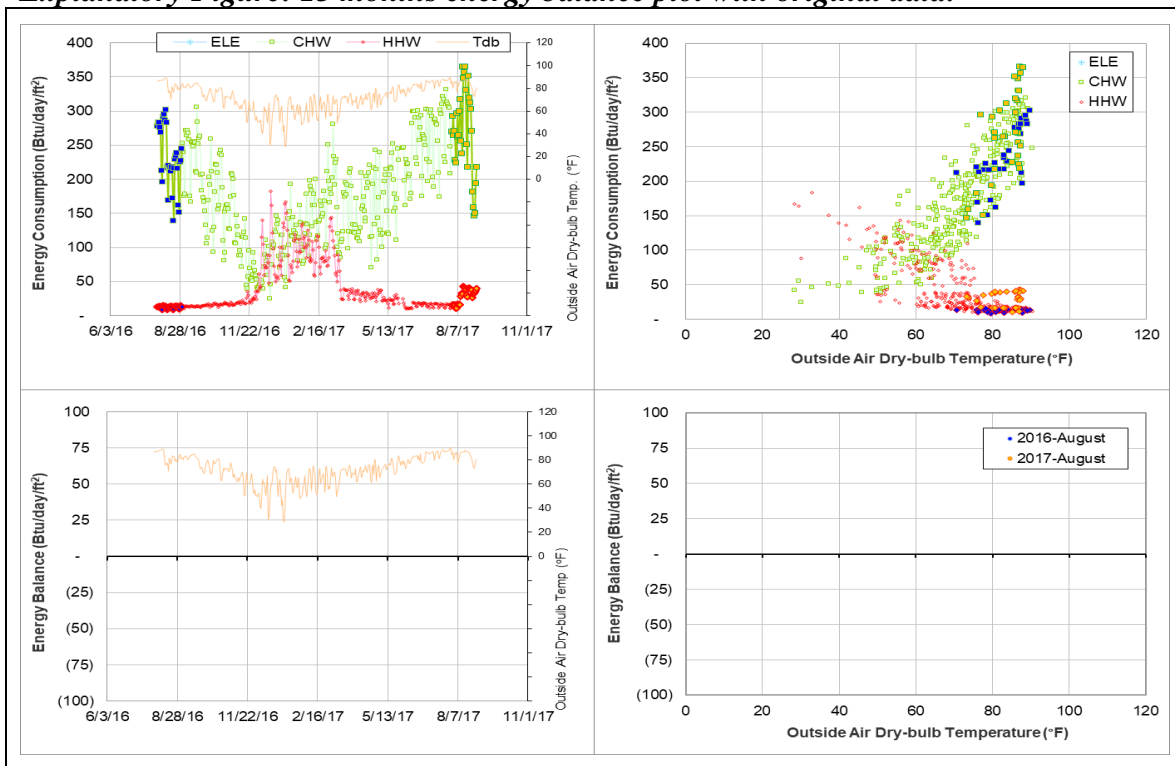 Explanatory Figure: 13 months energy balance plot with original data.
ELE CHW HHW Tdb
Energy Consumption (Btu/day/ft²)
400
350
300
250
200
150
100
50
-
120
100
80
60
40
20
0
Outside Air Dry-bulb Temp. (°F)
6/3/16 8/28/16 11/22/16 2/16/17 5/13/17 8/7/17 11/1/17
Energy Consumption (Btu/day/ft²)
400
350
300
250
200
150
100
50
-
ELE
CHW
HHW
0 20 40 60 80 100 120
Outside Air Dry-bulb Temperature (°F)
Energy Balance (Btu/day/ft²)
100
75
50
25
-
(25)
(50)
(75)
(100)
120
100
80
60
40
20
0
Outside Air Dry-bulb Temp (°F)
6/3/16 8/28/16 11/22/16 2/16/17 5/13/17 8/7/17 11/1/17
Energy Balance (Btu/day/ft²)
100
75
50
25
-
(25)
(50)
(75)
(100)
2016-August
2017-August
0 20 40 60 80 100 120
Outside Air Dry-bulb Temperature (°F)